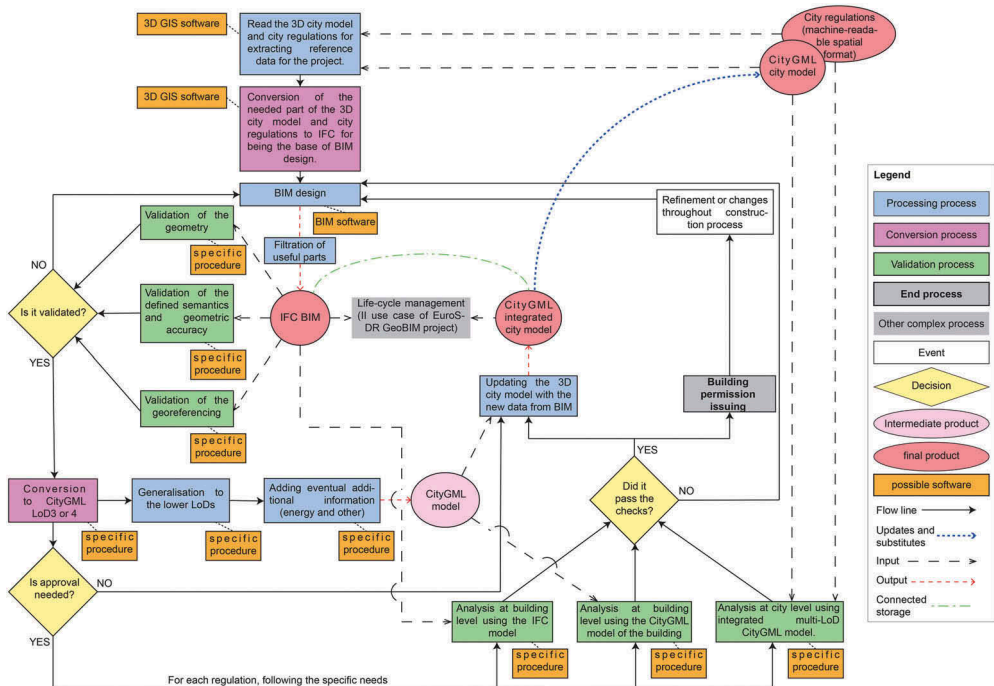 3D GIS software
Read the 3D city model
and city regulations for
extracting reference
data for the project.
City regulations
(machine-reada-
ble spatial
format)
CityGML
city model
3D GIS software
Conversion of the
needed part of the 3D
city model and city
regulations to IFC for
being the base of BIM
design.
BIM design
BIM software
Filtration of
useful parts
Refinement or changes
throughout construc-
tion process
Validation of the
geometry
specific
procedure
NO
Is it validated?
YES
Validation of the
defined semantics
and geometric
accuracy
specific
procedure
Validation of
the
georeferencing
specific
procedure
IFC BIM
Life-cycle management
(II use case of EuroS-
DR GeoBIM project)
CityGML
integrated
city model
Updating the 3D
city model with the
new data from BIM
Building
permission
issuing
YES
Did it
pass the
checks?
NO
Conversion
to CityGML
LoD3 or 4
specific
procedure
Generalisation to
the lower LoDs
specific
procedure
Adding eventual addi-
tional information
(energy and other)
specific
procedure
CityGML
model
Is approval
needed?
NO
YES
Analysis at building
level using the IFC
model
specific
procedure
Analysis at building
level using the CityGML
model of the building
specific
procedure
Analysis at city level using
integrated multi-LoD
CityGML model.
specific
procedure
For each regulation, following the specific needs
Legend
Processing process
Conversion process
Validation process
End process
Other complex process
Event
Decision
Intermediate product
final product
possible software
Flow line
Updates and
substitutes
Input
Output
Connected
storage